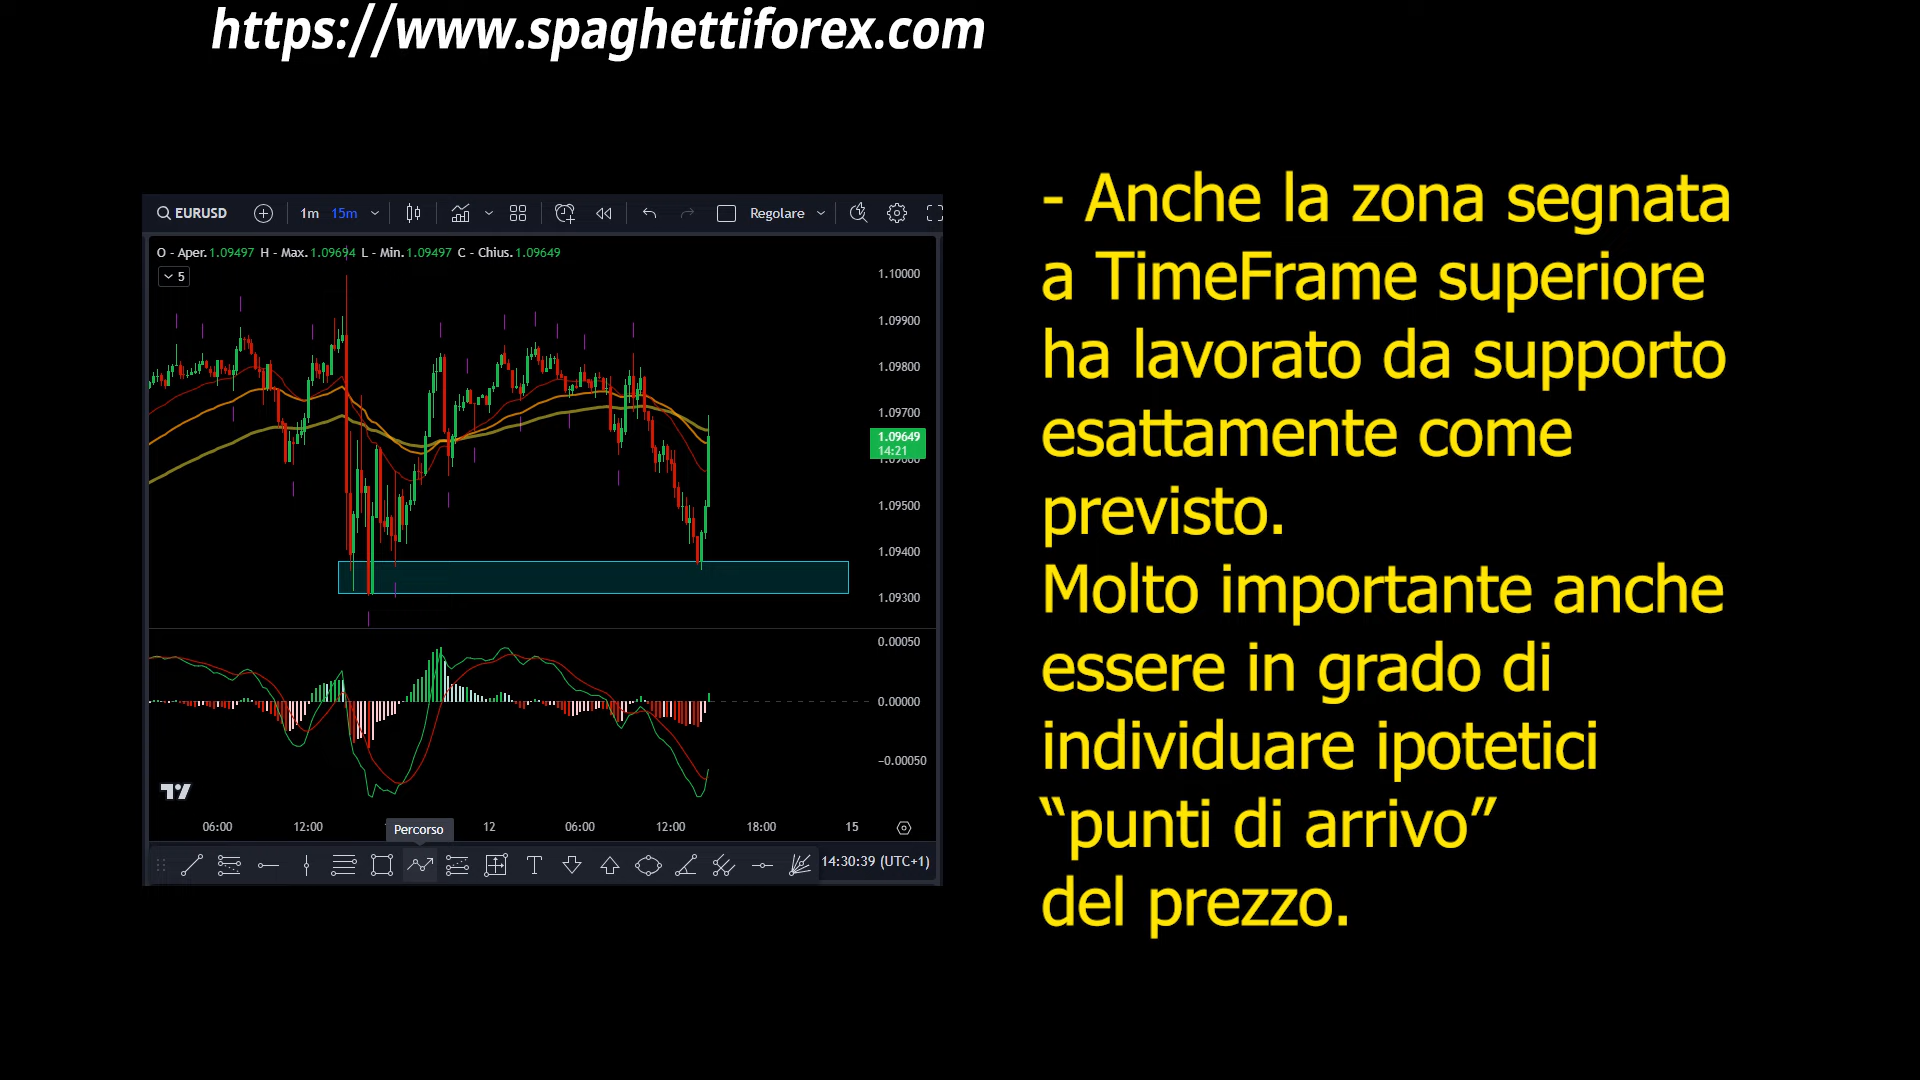 https://www.spaghettiforex.com
EURUSD 1m 15m Regolare
O - Aper.1.09497 H - Max.1.09694 L - Min.1.09497 C - Chius.1.09649
5
1.10000
1.09900
1.09800
1.09700
1.09649
14:21
1.09500
1.09400
1.09300
0.00050
0.00000
−0.00050
06:00 12:00 12 06:00 12:00 18:00 15
Percorso
14:30:39 (UTC+1)
- Anche la zona segnata
a TimeFrame superiore
ha lavorato da supporto
esattamente come
previsto.
Molto importante anche
essere in grado di
individuare ipotetici
“punti di arrivo”
del prezzo.